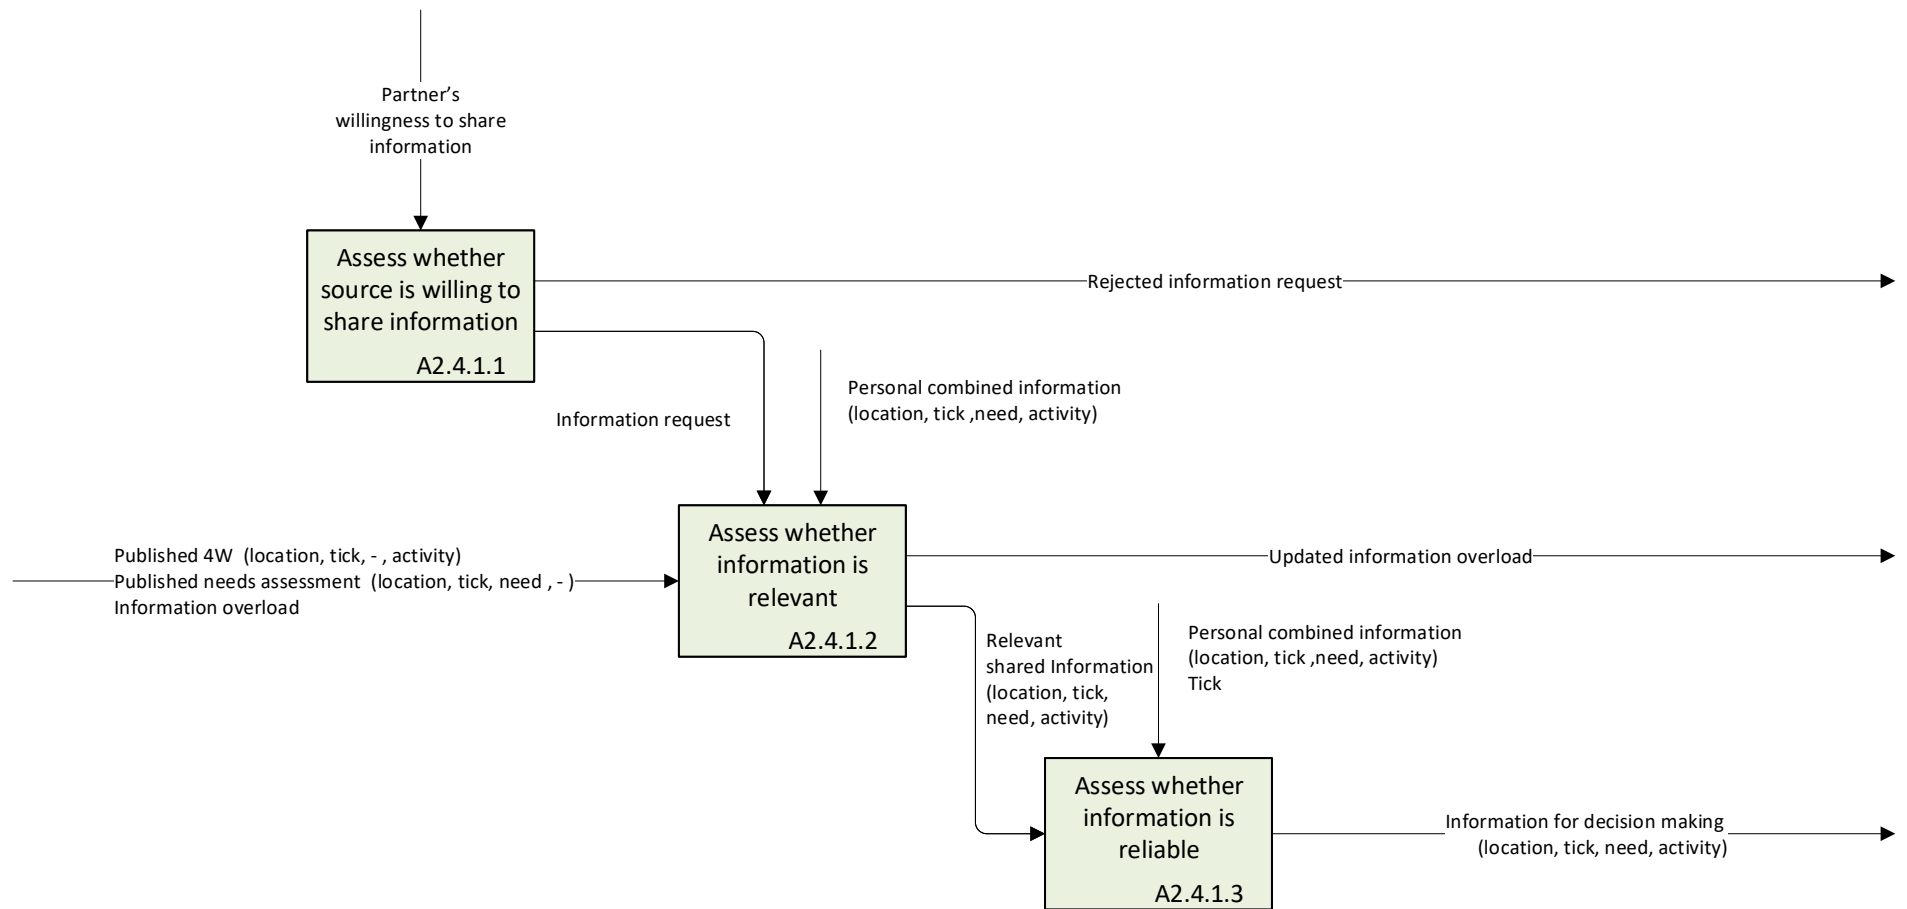 Partner’s
willingness to share
information
Assess whether
source is willing to
share information
A2.4.1.1
Rejected information request
Information request
Personal combined information
(location, tick ,need, activity)
Published 4W  (location, tick, - , activity)
Published needs assessment  (location, tick, need , - )
Information overload
Assess whether
information is
relevant
A2.4.1.2
Updated information overload
Relevant
shared Information
(location, tick,
need, activity)
Personal combined information
(location, tick ,need, activity)
Tick
Assess whether
information is
reliable
A2.4.1.3
Information for decision making
(location, tick, need, activity)